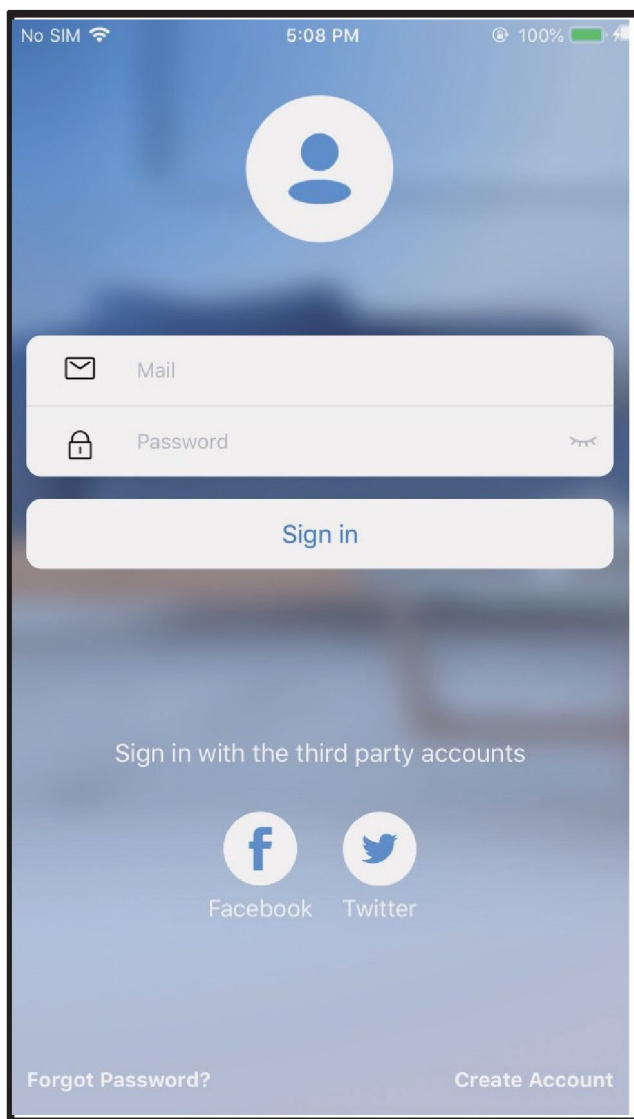 No SIM 5:08 PM 100%
Mail
Password
Sign in
Sign in with the third party accounts
Facebook Twitter
Forgot Password? Create Account